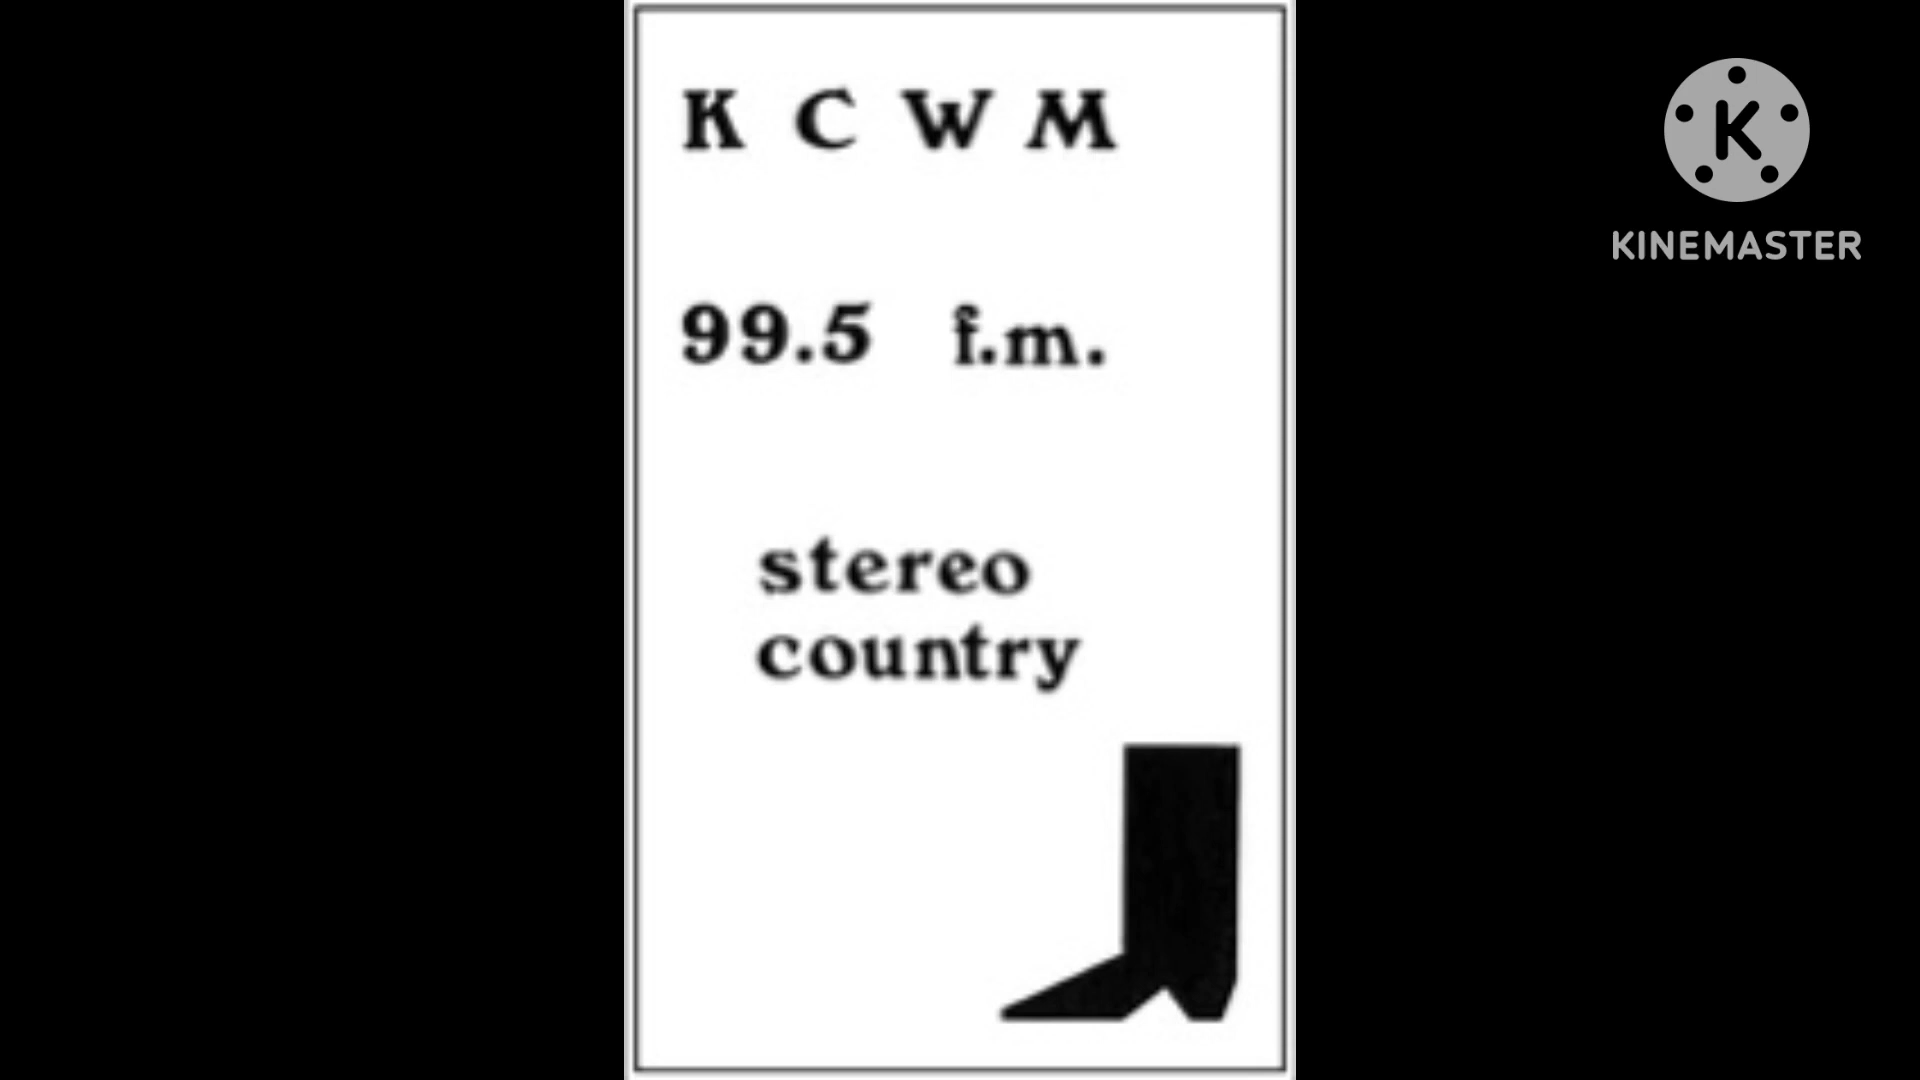 K C W M
99.5 f.m.
stereo
country
K
KINEMASTER